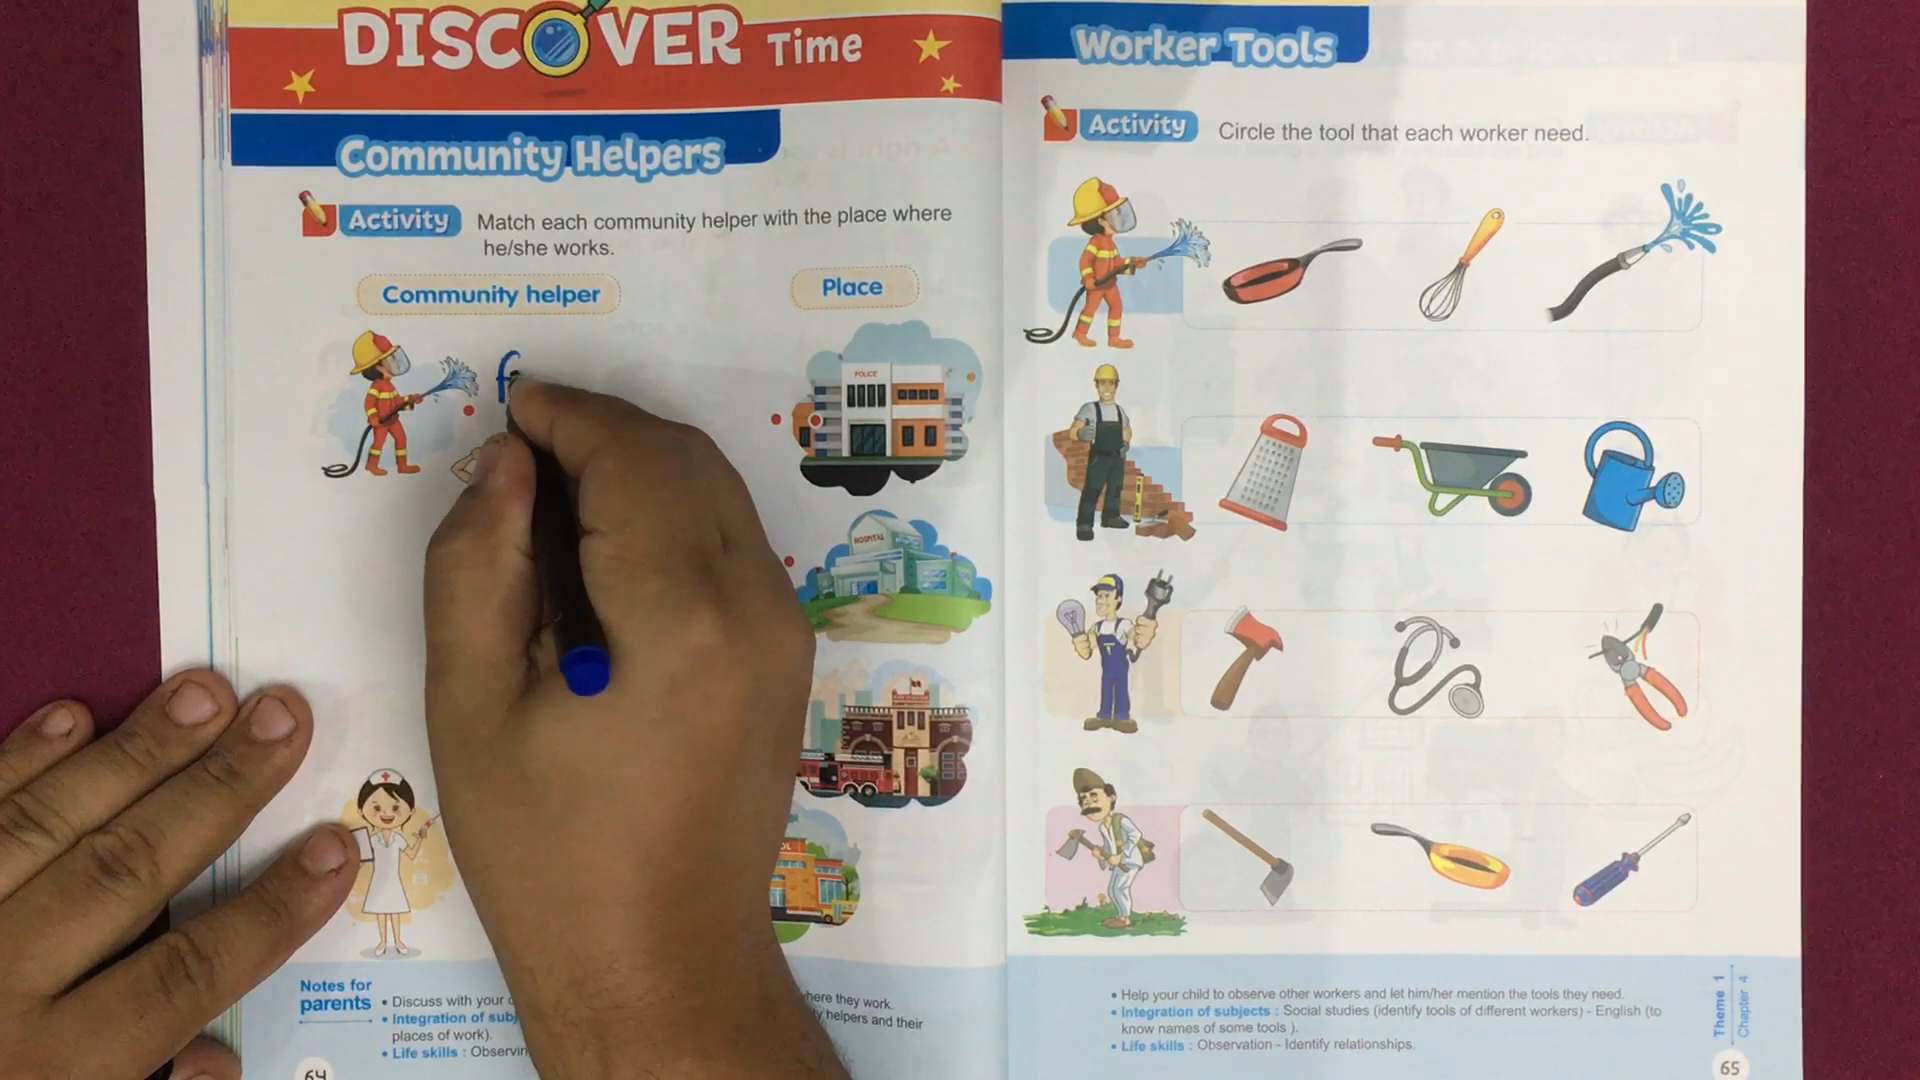 DISCOVER Time
Community Helpers
Activity Match each community helper with the place where
he/she works.
Community helper Place
f
POLICE
HOSPITAL
OL
Notes for
parents
• Discuss with your
here they work.
• Integration of
helpers and their
places of work).
• Life skills :
64
Worker Tools
Activity Circle the tool that each worker need.
• Help your child to observe other workers and let him/her mention the tools they need.
• Integration of subjects : Social studies (identify tools of different workers) - English (to
know names of some tools ).
• Life skills : Observation - Identify relationships.
Theme 1
Chapter 4
65